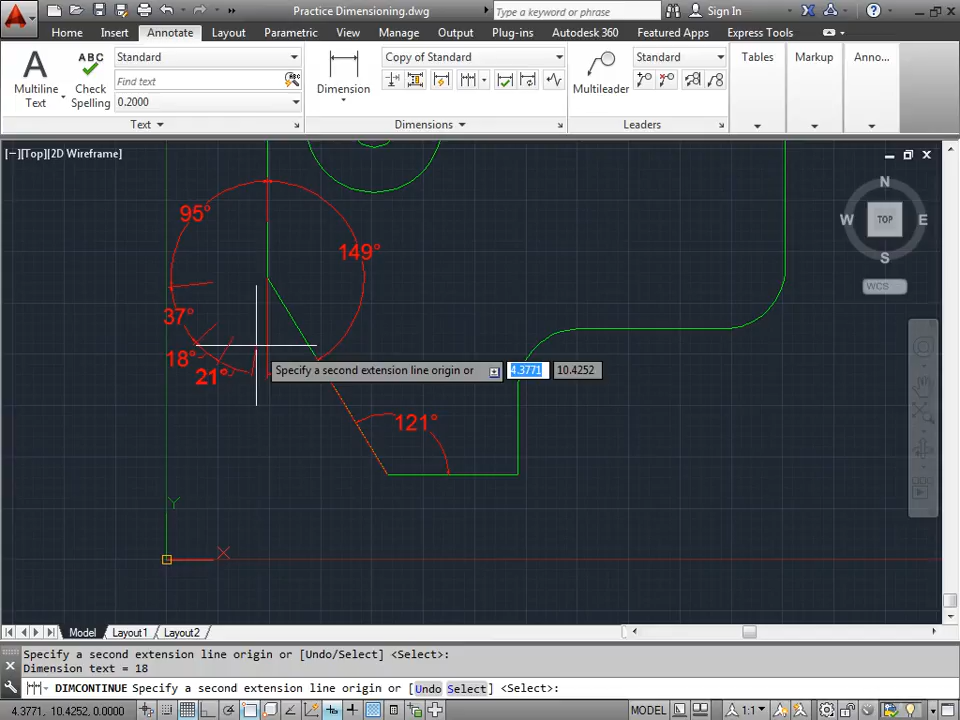 Practice Dimensioning.dwg
Type a keyword or phrase
Sign In
Home
Insert
Annotate
Layout
Parametric
View
Manage
Output
Plug-ins
Autodesk 360
Featured Apps
Express Tools
Multiline
Text
ABC
Check
Spelling
Standard
Find text
0.2000
Text
Dimension
Copy of Standard
Dimensions
Multileader
Standard
Leaders
Tables
Markup
Anno...
[−][Top][2D Wireframe]
N
W
TOP
E
S
WCS
95°
149°
37°
18°
21°
121°
Specify a second extension line origin or
4.3771
10.4252
Y
X
Model
Layout1
Layout2
Specify a second extension line origin or [Undo/Select] <Select>:
Dimension text = 18
DIMCONTINUE Specify a second extension line origin or [Undo Select] <Select>:
4.3771, 10.4252, 0.0000
MODEL
1:1